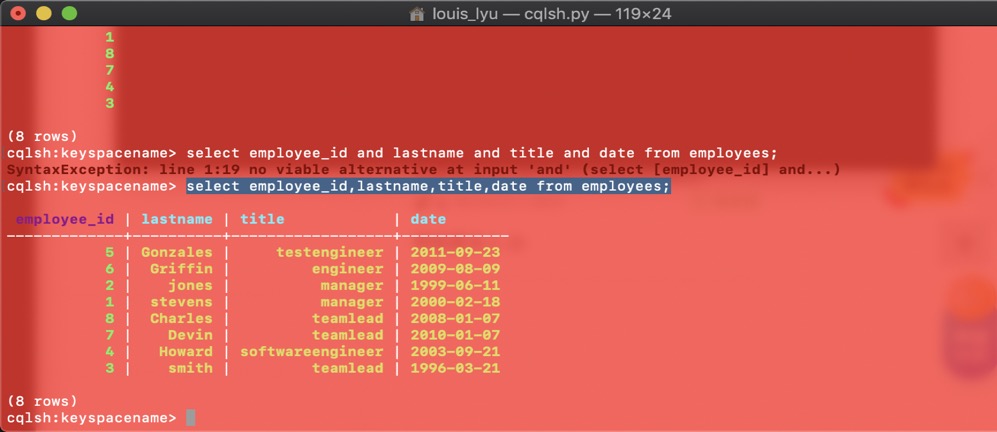 louis_lyu — cqlsh.py — 119×24
1
8
7
4
3
(8 rows)
cqlsh:keyspacename> select employee_id and lastname and title and date from employees;
SyntaxException: line 1:19 no viable alternative at input 'and' (select [employee_id] and...)
cqlsh:keyspacename> select employee_id,lastname,title,date from employees;
employee_id | lastname | title | date
-------------+-----------+------------------+------------
5 | Gonzales | testengineer | 2011-09-23
6 | Griffin | engineer | 2009-08-09
2 | jones | manager | 1999-06-11
1 | stevens | manager | 2000-02-18
8 | Charles | teamlead | 2008-01-07
7 | Devin | teamlead | 2010-01-07
4 | Howard | softwareengineer | 2003-09-21
3 | smith | teamlead | 1996-03-21
(8 rows)
cqlsh:keyspacename>